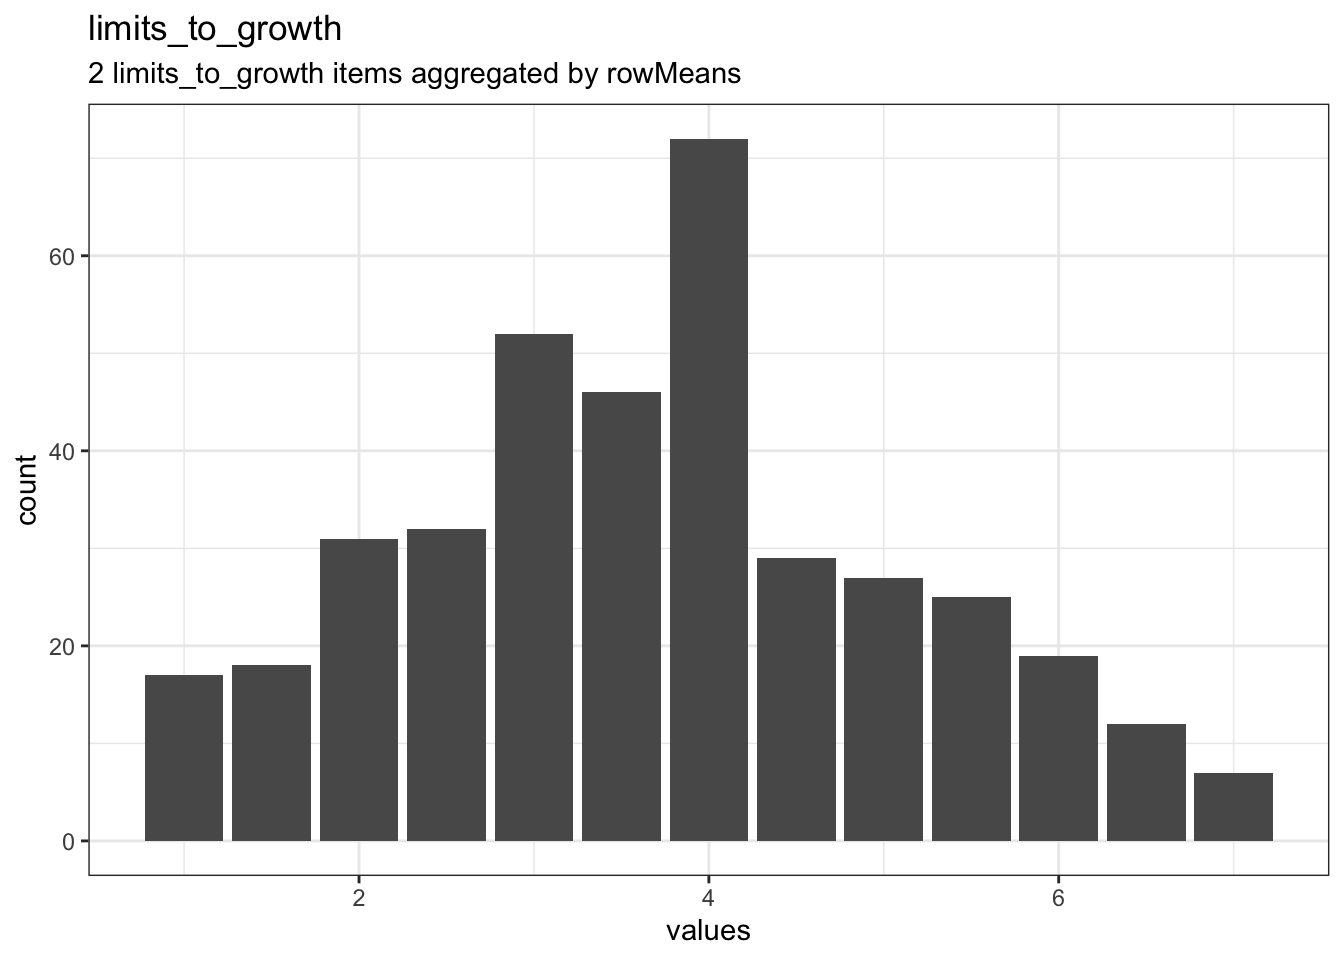 limits_to_growth
2 limits_to_growth items aggregated by rowMeans
60
40
20
0
count
2 4 6
values